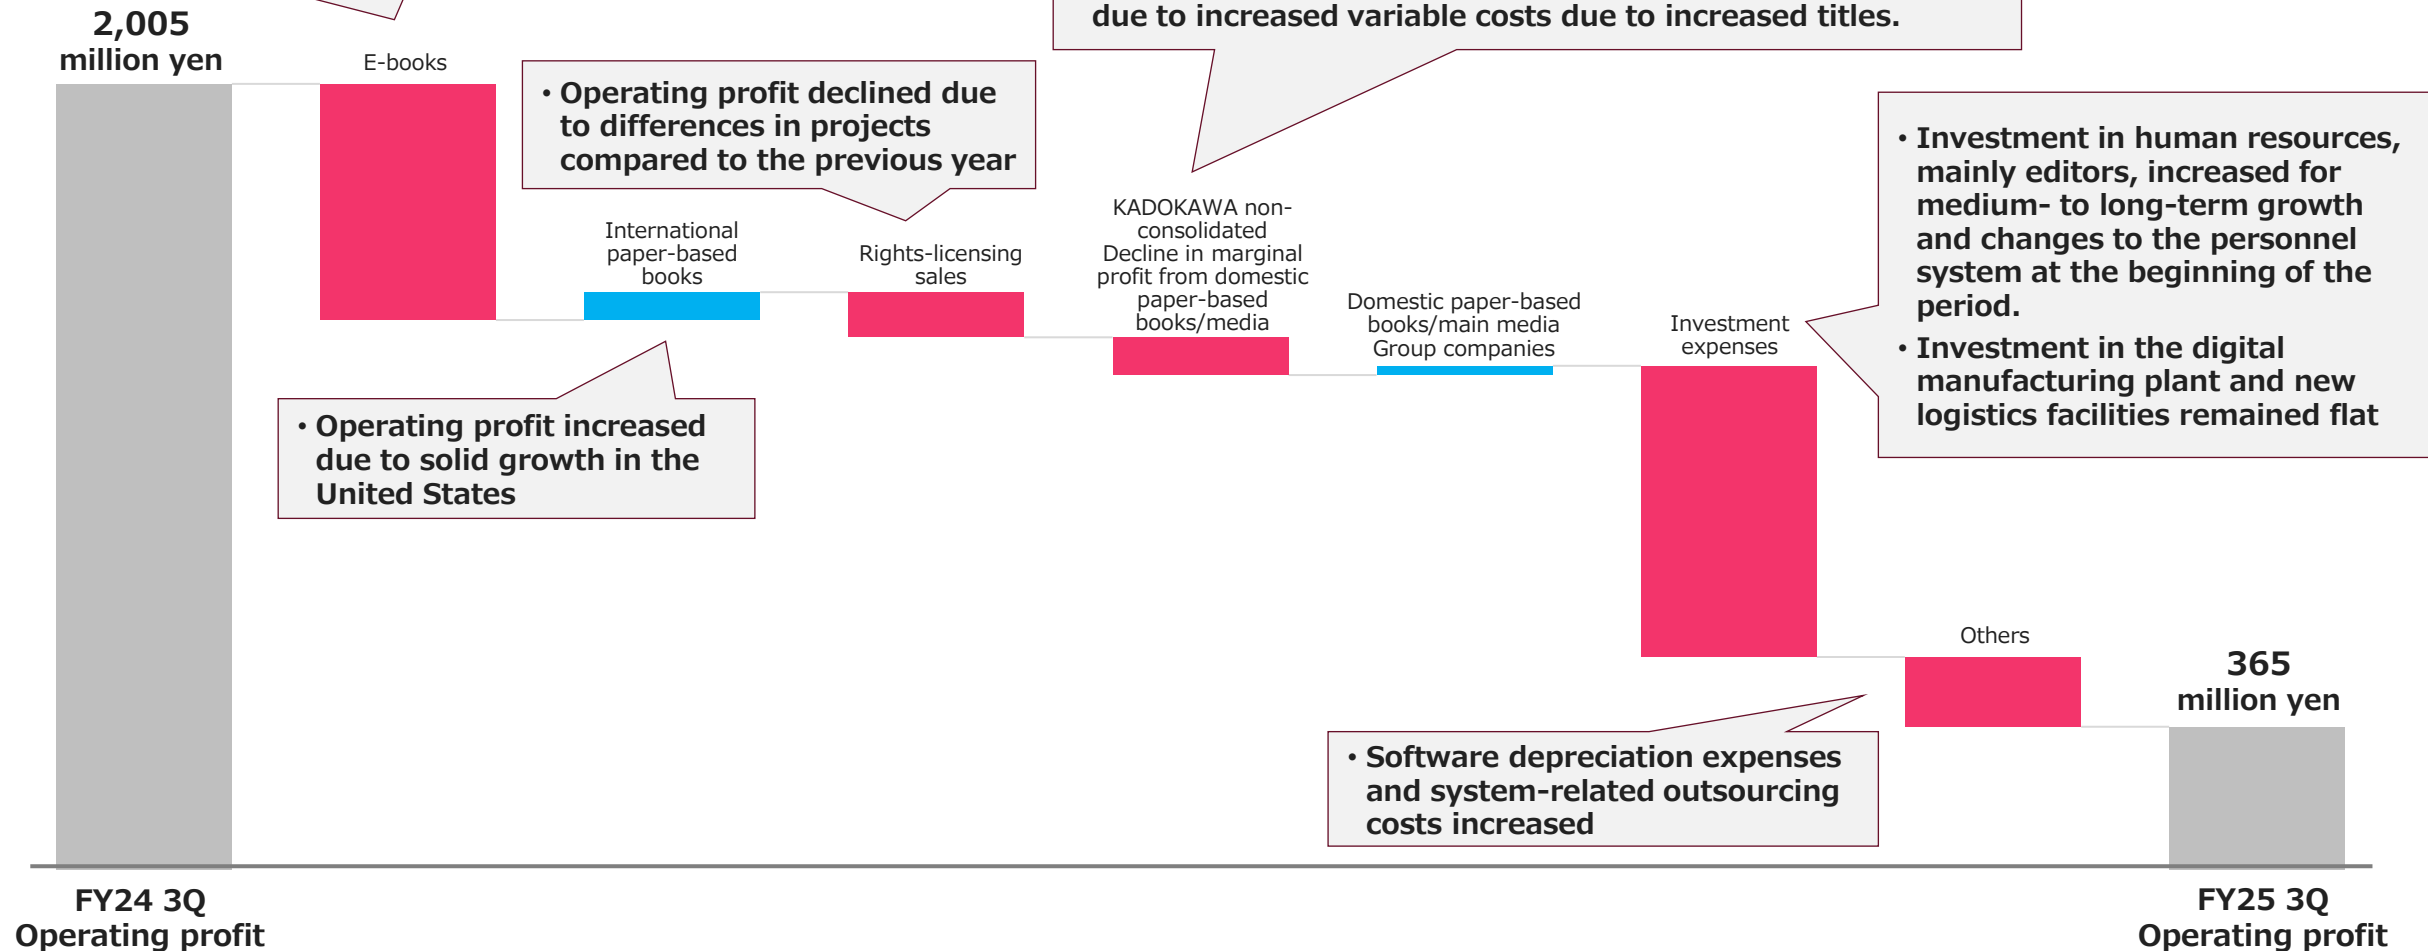 due to increased variable costs due to increased titles.
2,005
million yen
E-books
• Operating profit declined due
to differences in projects
compared to the previous year
• Investment in human resources,
mainly editors, increased for
medium- to long-term growth
and changes to the personnel
system at the beginning of the
period.
• Investment in the digital
manufacturing plant and new
logistics facilities remained flat
International
paper-based
books
Rights-licensing
sales
KADOKAWA non-
consolidated
Decline in marginal
profit from domestic
paper-based
books/media
Domestic paper-based
books/main media
Group companies
Investment
expenses
• Operating profit increased
due to solid growth in the
United States
Others
365
million yen
• Software depreciation expenses
and system-related outsourcing
costs increased
FY24 3Q
Operating profit
FY25 3Q
Operating profit